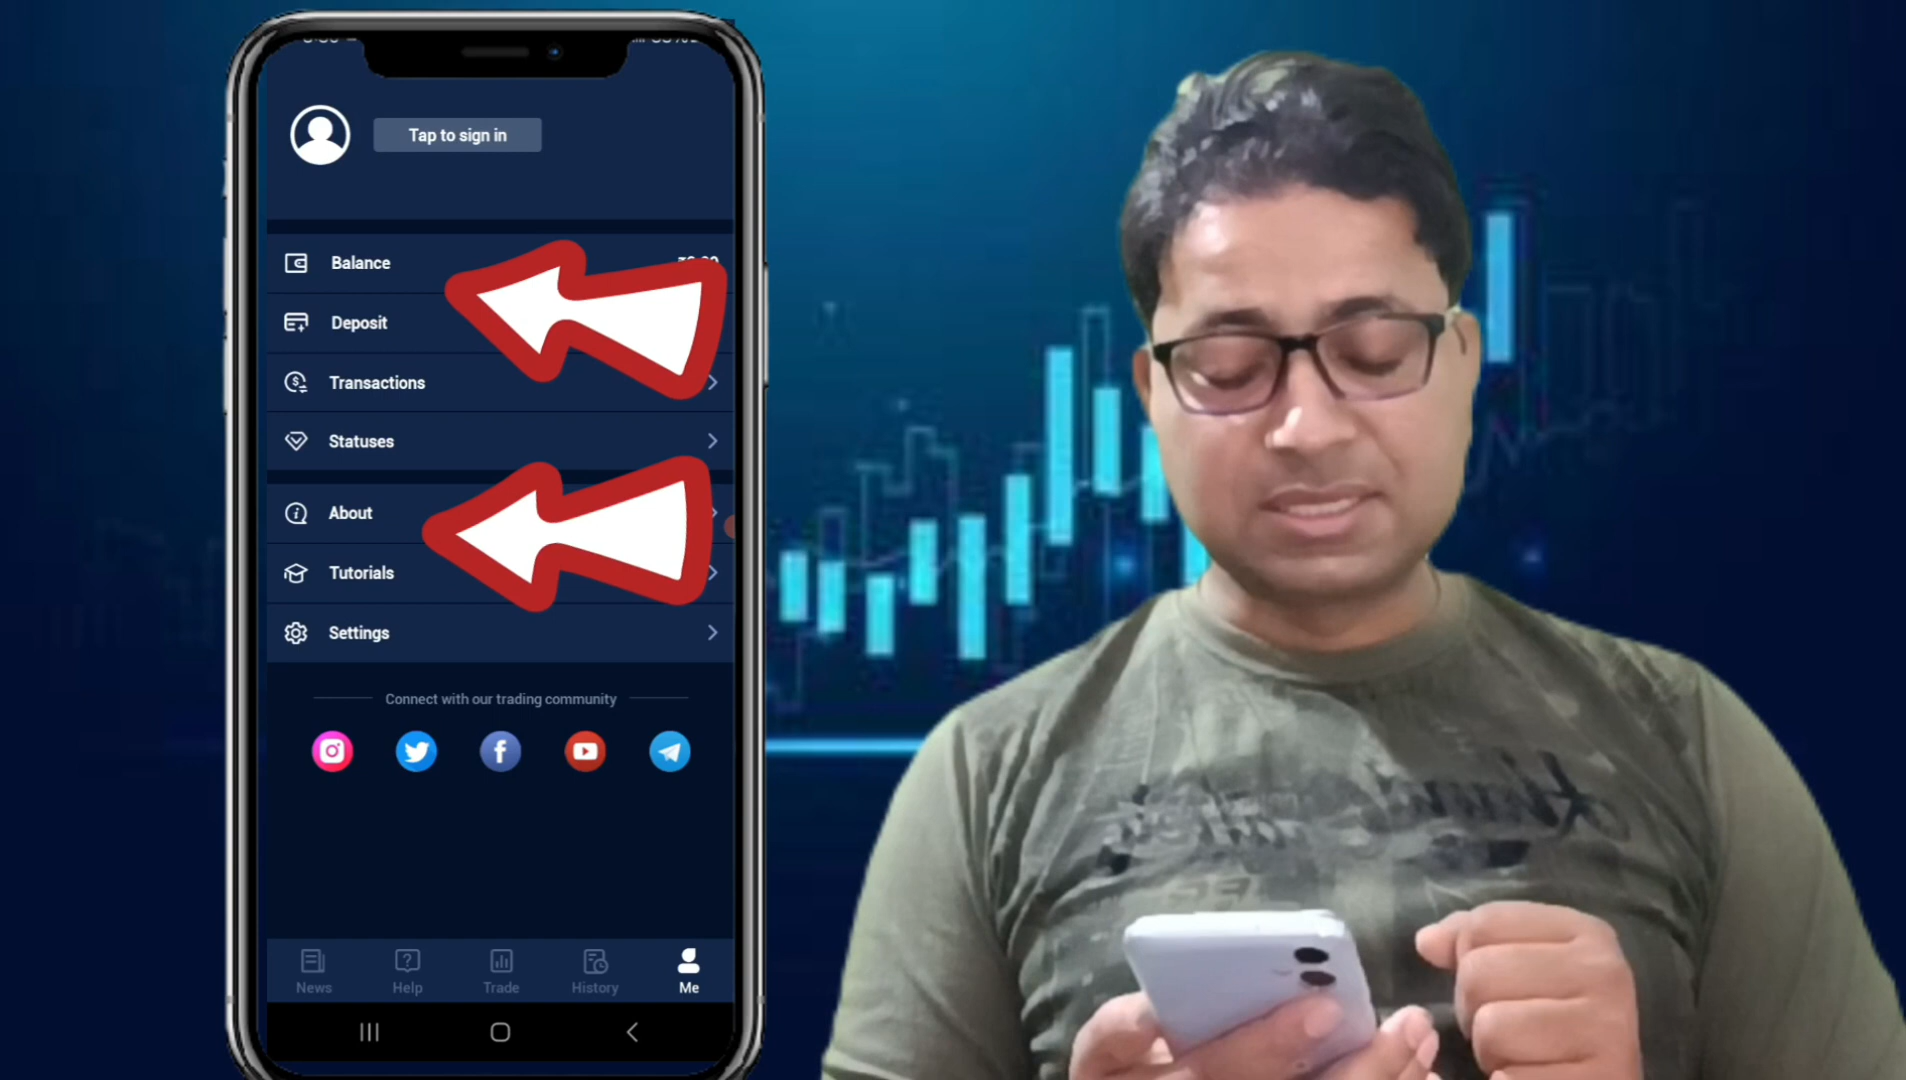 Tap to sign in
Balance
Deposit
Transactions
Statuses
About
Tutorials
Settings
Connect with our trading community
News Help Trade History Me